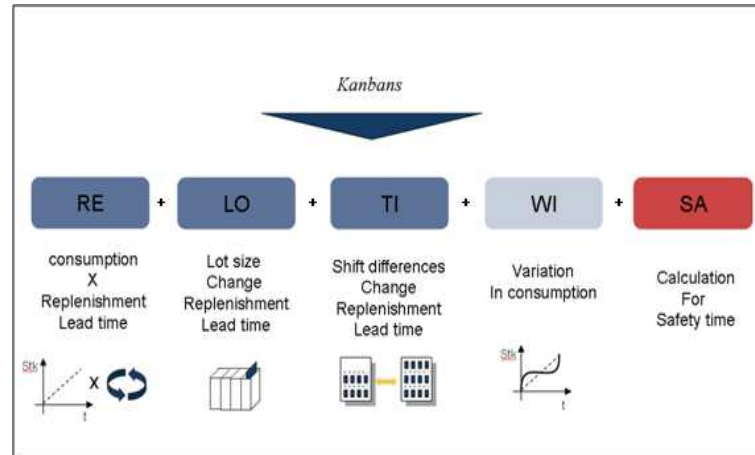 Kanbans
RE + LO + TI + WI + SA
consumption
X
Replenishment
Lead time
Lot size
Change
Replenishment
Lead time
Shift differences
Change
Replenishment
Lead time
Variation
In consumption
Calculation
For
Safety time
Stk
X
t
Stk
t